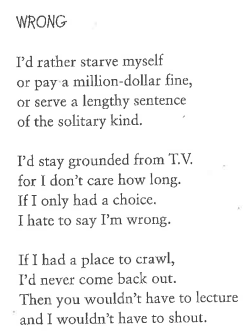 WRONG
I'd rather starve myself
or pay a million-dollar fine,
or serve a lengthy sentence
of the solitary kind.
I'd stay grounded from T.V.
for I don't care how long.
If I only had a choice.
I hate to say I'm wrong.
If I had a place to crawl,
I'd never come back out.
Then you wouldn't have to lecture
and I wouldn't have to shout.